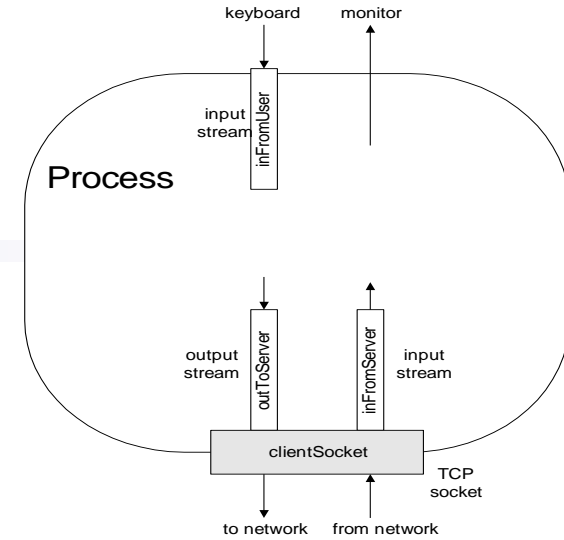 keyboard
monitor
input
stream
inFromUser
Process
output
stream
outToServer
inFromServer
input
stream
clientSocket
TCP
socket
to network
from network